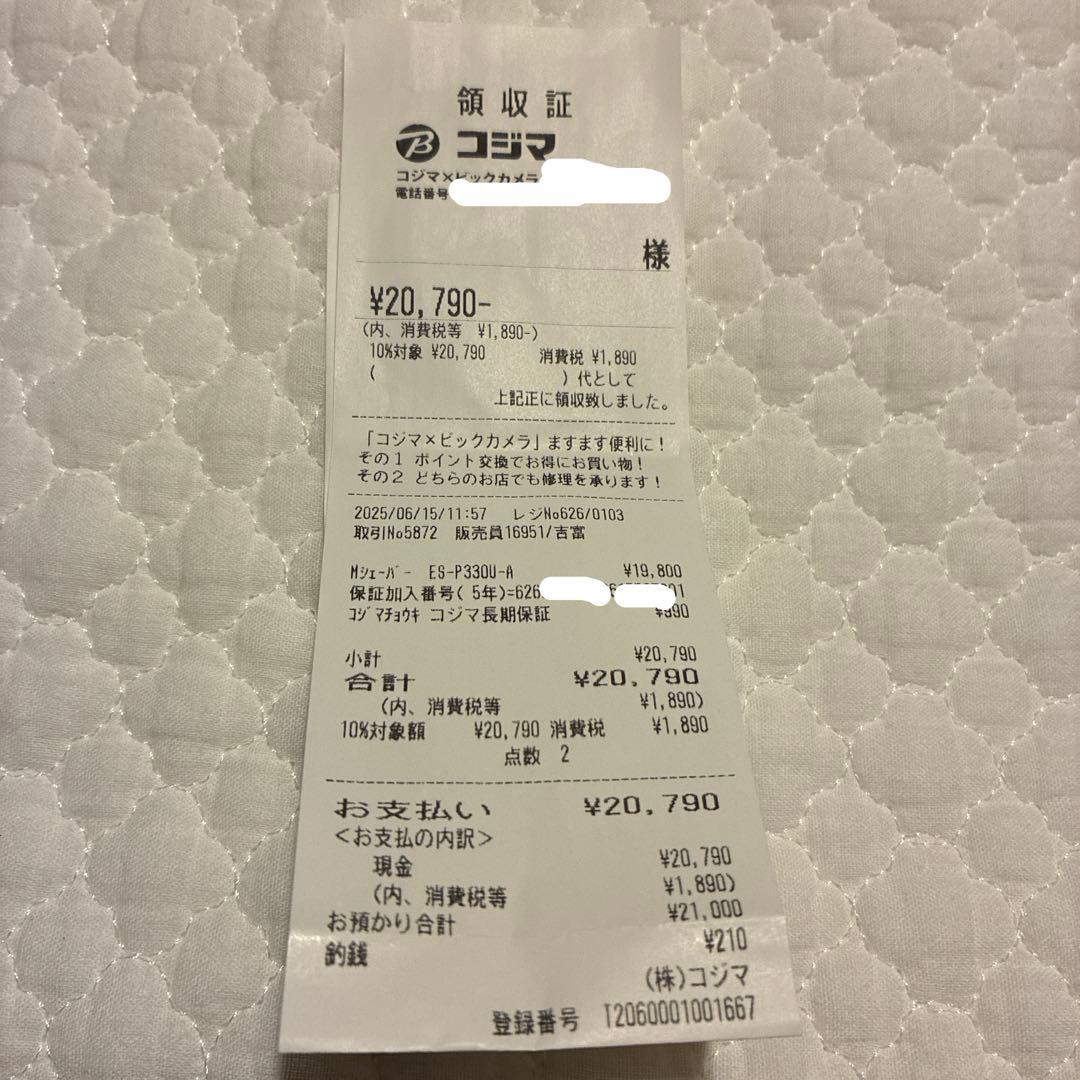 領収証
B コジマ
コジマ×ビックカメラ
電話番号
様
¥20,790-
(内、消費税等 ¥1,890-)
10%対象 ¥20,790 消費税 ¥1,890
( )代として
上記正に領収致しました。
「コジマ×ビックカメラ」ますます便利に!
その1 ポイント交換でお得にお買い物!
その2 どちらのお店でも修理を承ります!
2025/06/15/11:57 レジNo626/0103
取引No5872 販売員16951/吉富
Mシェーバー ES-P330U-A ¥19,800
保証加入番号( 5年)=626
コジマチョウキ コジマ長期保証 ¥990
小計 ¥20,790
合計 ¥20,790
(内、消費税等 ¥1,890)
10%対象額 ¥20,790 消費税 ¥1,890
点数 2
お支払い ¥20,790
<お支払の内訳>
現金 ¥20,790
(内、消費税等 ¥1,890)
お預かり合計 ¥21,000
釣銭 ¥210
(株)コジマ
登録番号 T2060001001667